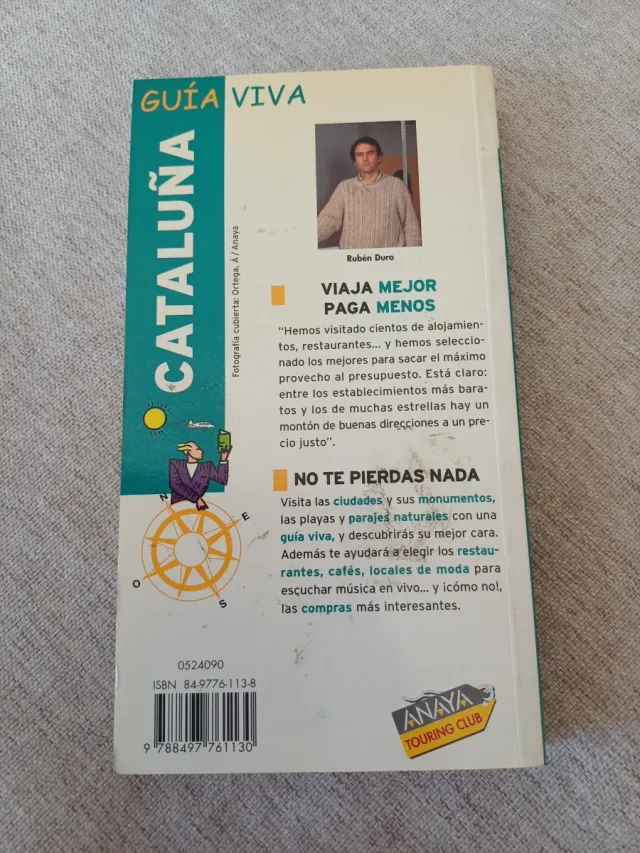 GUÍA VIVA
CATALUÑA
Fotografía cubierta: Ortega, Á / Anaya
Rubén Duro
VIAJA MEJOR
PAGA MENOS
“Hemos visitado cientos de alojamien-
tos, restaurantes... y hemos seleccio-
nado los mejores para sacar el máximo
provecho al presupuesto. Está claro:
entre los establecimientos más bara-
tos y los de muchas estrellas hay un
montón de buenas direcciones a un pre-
cio justo”.
NO TE PIERDAS NADA
Visita las ciudades y sus monumentos,
las playas y parajes naturales con una
guía viva, y descubrirás su mejor cara.
Además te ayudará a elegir los restau-
rantes, cafés, locales de moda para
escuchar música en vivo... y ¡cómo no!,
las compras más interesantes.
N
E
O
S
0524090
ISBN 84-9776-113-8
9 788497 761130
ANAYA
TOURING CLUB